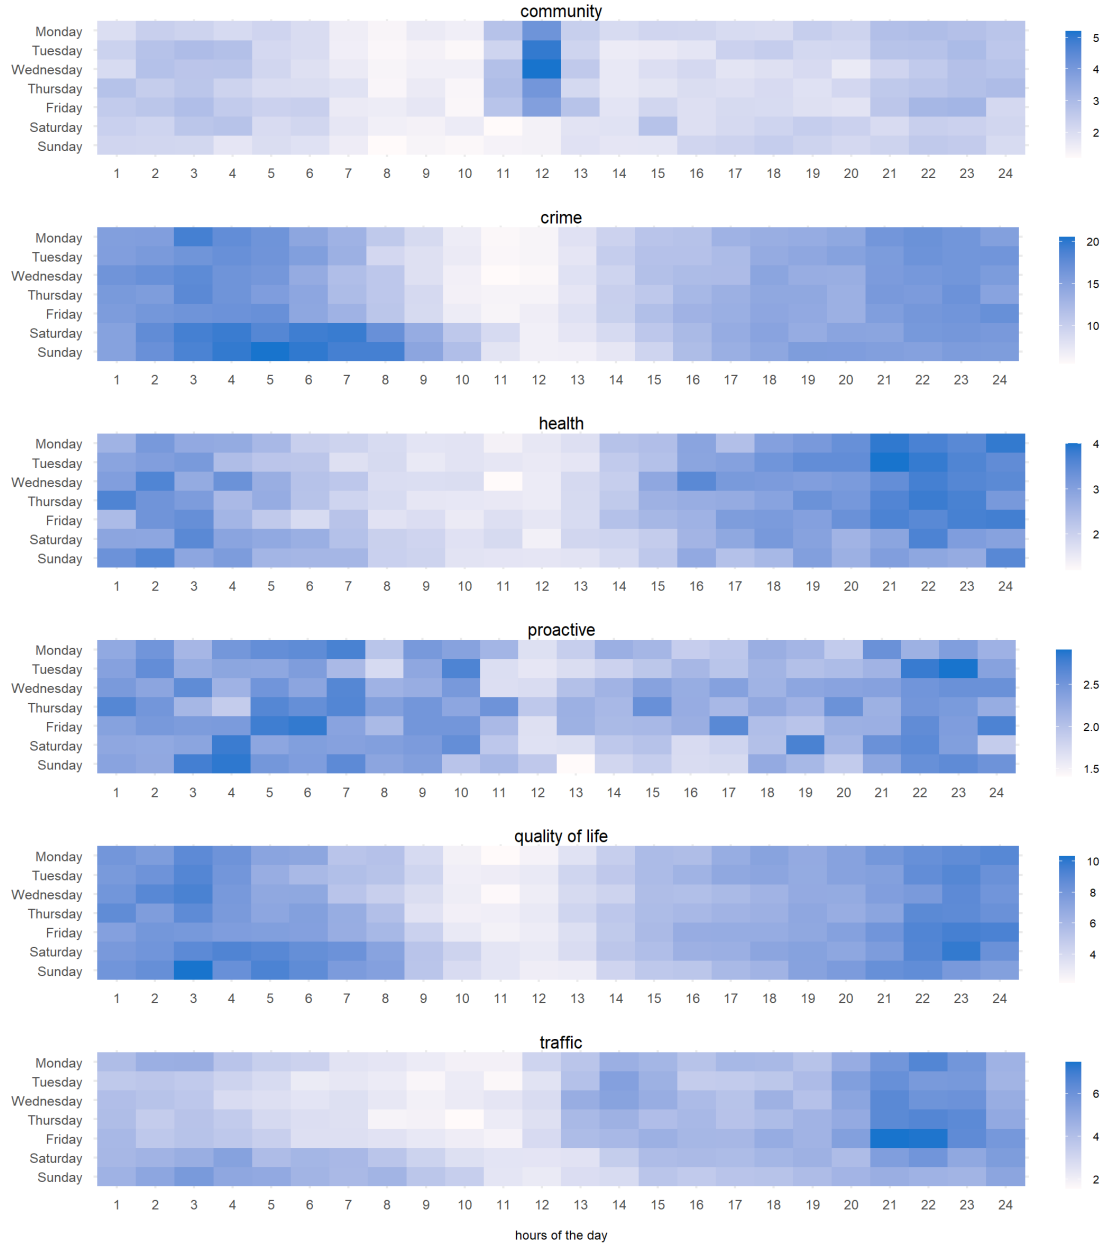 community
Monday
Tuesday
Wednesday
Thursday
Friday
Saturday
Sunday
1 2 3 4 5 6 7 8 9 10 11 12 13 14 15 16 17 18 19 20 21 22 23 24
5
4
3
2
crime
Monday
Tuesday
Wednesday
Thursday
Friday
Saturday
Sunday
1 2 3 4 5 6 7 8 9 10 11 12 13 14 15 16 17 18 19 20 21 22 23 24
20
10
health
Monday
Tuesday
Wednesday
Thursday
Friday
Saturday
Sunday
1 2 3 4 5 6 7 8 9 10 11 12 13 14 15 16 17 18 19 20 21 22 23 24
4
3
2
proactive
Monday
Tuesday
Wednesday
Thursday
Friday
Saturday
Sunday
1 2 3 4 5 6 7 8 9 10 11 12 13 14 15 16 17 18 19 20 21 22 23 24
2.5
2.0
1.5
quality of life
Monday
Tuesday
Wednesday
Thursday
Friday
Saturday
Sunday
1 2 3 4 5 6 7 8 9 10 11 12 13 14 15 16 17 18 19 20 21 22 23 24
10
8
6
4
traffic
Monday
Tuesday
Wednesday
Thursday
Friday
Saturday
Sunday
1 2 3 4 5 6 7 8 9 10 11 12 13 14 15 16 17 18 19 20 21 22 23 24
6
4
2
hours of the day